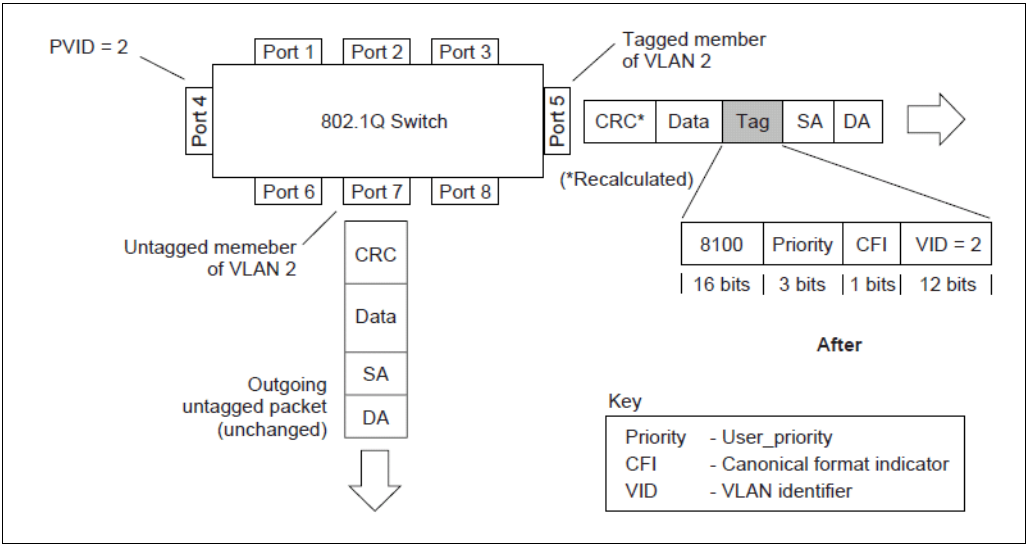 PVID = 2
Port 1
Port 2
Port 3
Tagged member
of VLAN 2
Port 4
802.1Q Switch
Port 5
CRC*
Data
Tag
SA
DA
(*Recalculated)
Port 6
Port 7
Port 8
Untagged memeber
of VLAN 2
CRC
Data
SA
DA
Outgoing
untagged packet
(unchanged)
8100
Priority
CFI
VID = 2
16 bits
3 bits
1 bits
12 bits
After
Key
Priority - User_priority
CFI - Canonical format indicator
VID - VLAN identifier